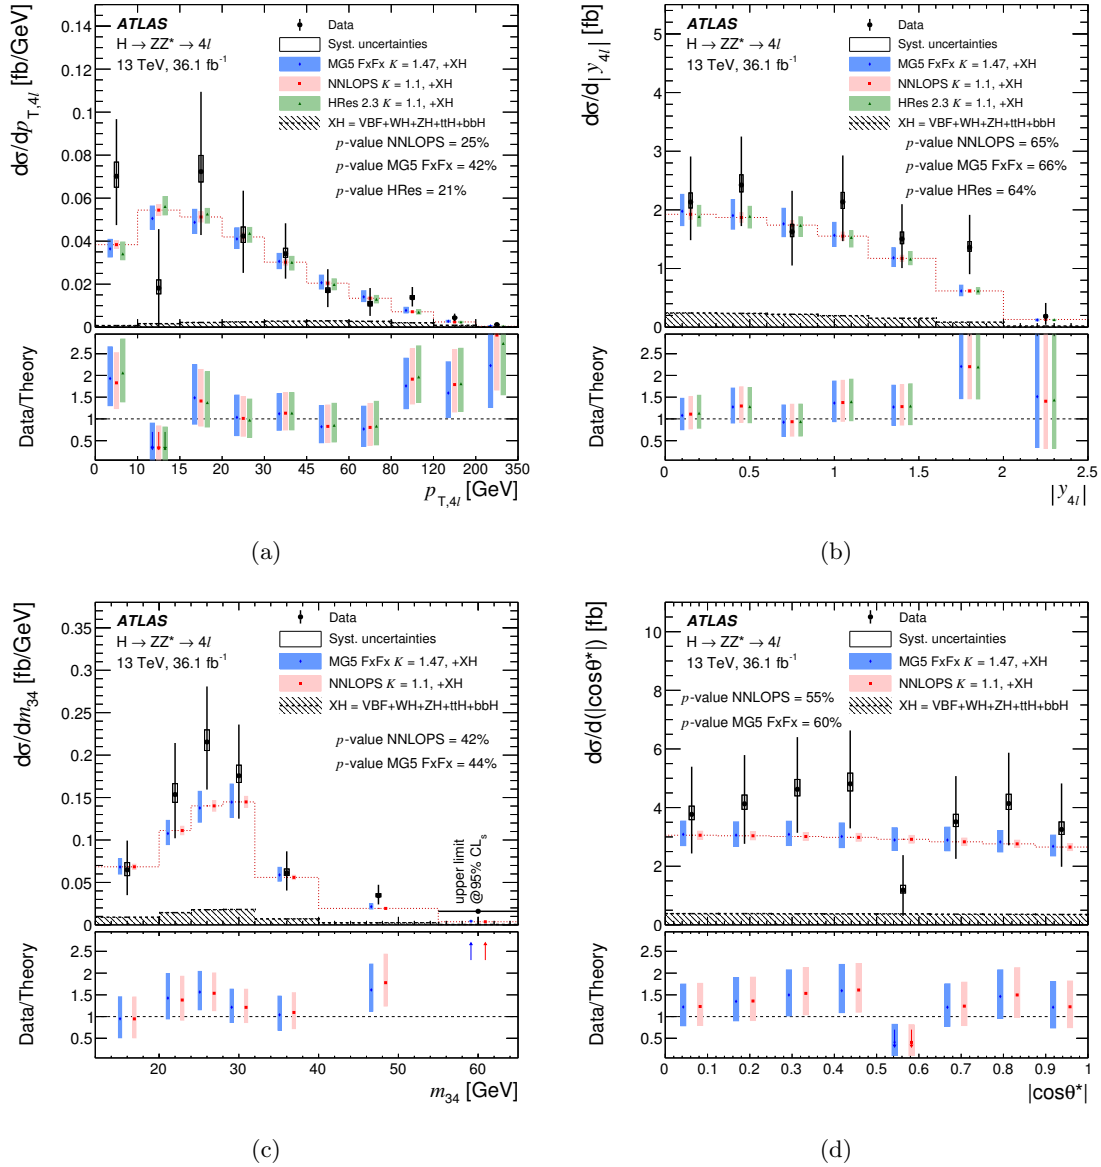 ATLAS
H → ZZ* → 4l
13 TeV, 36.1 fb⁻¹
Data
Syst. uncertainties
MG5 FxFx K = 1.47, +XH
NNLOPS K = 1.1, +XH
HRes 2.3 K = 1.1, +XH
XH = VBF+WH+ZH+ttH+bbH
p-value NNLOPS = 25%
p-value MG5 FxFx = 42%
p-value HRes = 21%
dσ/dp_T,4l [fb/GeV]
0.14
0.12
0.1
0.08
0.06
0.04
0.02
0
Data/Theory
2.5
2
1.5
1
0.5
0 10 15 20 30 45 60 80 120 200 350
p_T,4l [GeV]
(a)
ATLAS
H → ZZ* → 4l
13 TeV, 36.1 fb⁻¹
Data
Syst. uncertainties
MG5 FxFx K = 1.47, +XH
NNLOPS K = 1.1, +XH
HRes 2.3 K = 1.1, +XH
XH = VBF+WH+ZH+ttH+bbH
p-value NNLOPS = 65%
p-value MG5 FxFx = 66%
p-value HRes = 64%
dσ/d|y_4l| [fb]
5
4
3
2
1
0
Data/Theory
2.5
2
1.5
1
0.5
0 0.5 1 1.5 2 2.5
|y_4l|
(b)
ATLAS
H → ZZ* → 4l
13 TeV, 36.1 fb⁻¹
Data
Syst. uncertainties
MG5 FxFx K = 1.47, +XH
NNLOPS K = 1.1, +XH
XH = VBF+WH+ZH+ttH+bbH
p-value NNLOPS = 42%
p-value MG5 FxFx = 44%
upper limit
@95% CL_s
dσ/dm_34 [fb/GeV]
0.35
0.3
0.25
0.2
0.15
0.1
0.05
0
Data/Theory
2.5
2
1.5
1
0.5
20 30 40 50 60
m_34 [GeV]
(c)
ATLAS
H → ZZ* → 4l
13 TeV, 36.1 fb⁻¹
Data
Syst. uncertainties
MG5 FxFx K = 1.47, +XH
NNLOPS K = 1.1, +XH
XH = VBF+WH+ZH+ttH+bbH
p-value NNLOPS = 55%
p-value MG5 FxFx = 60%
dσ/d(|cosθ*|) [fb]
10
8
6
4
2
0
Data/Theory
2.5
2
1.5
1
0.5
0 0.1 0.2 0.3 0.4 0.5 0.6 0.7 0.8 0.9 1
|cosθ*|
(d)